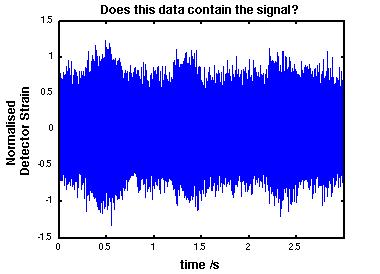 Does this data contain the signal?
1.5
1
0.5
0
-0.5
-1
-1.5
Normalised
Detector Strain
0 0.5 1 1.5 2 2.5
time /s